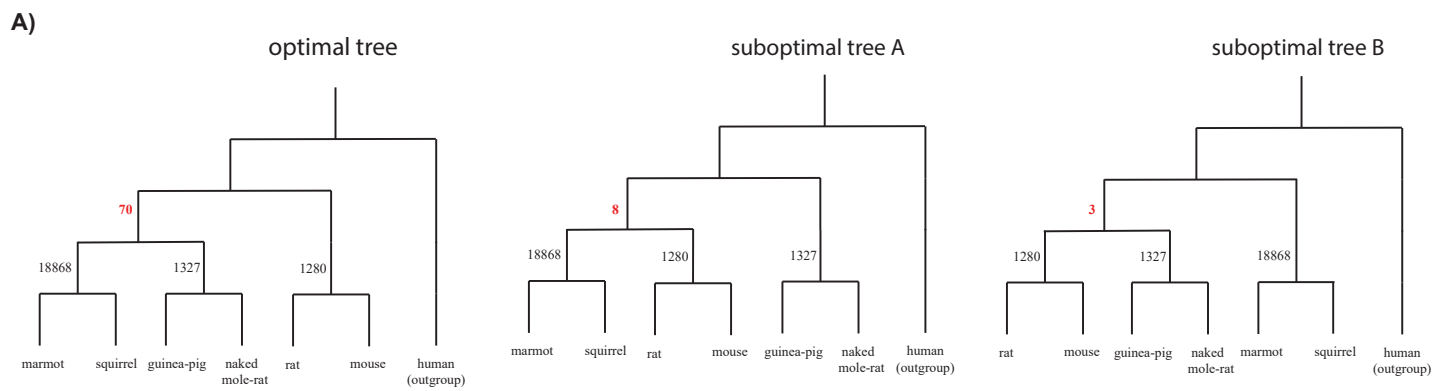 A)
optimal tree
suboptimal tree A
suboptimal tree B
70
18868
1327
1280
marmot
squirrel
guinea-pig
naked
mole-rat
rat
mouse
human
(outgroup)
8
18868
1280
1327
marmot
squirrel
rat
mouse
guinea-pig
naked
mole-rat
human
(outgroup)
3
1280
1327
18868
rat
mouse
guinea-pig
naked
mole-rat
marmot
squirrel
human
(outgroup)